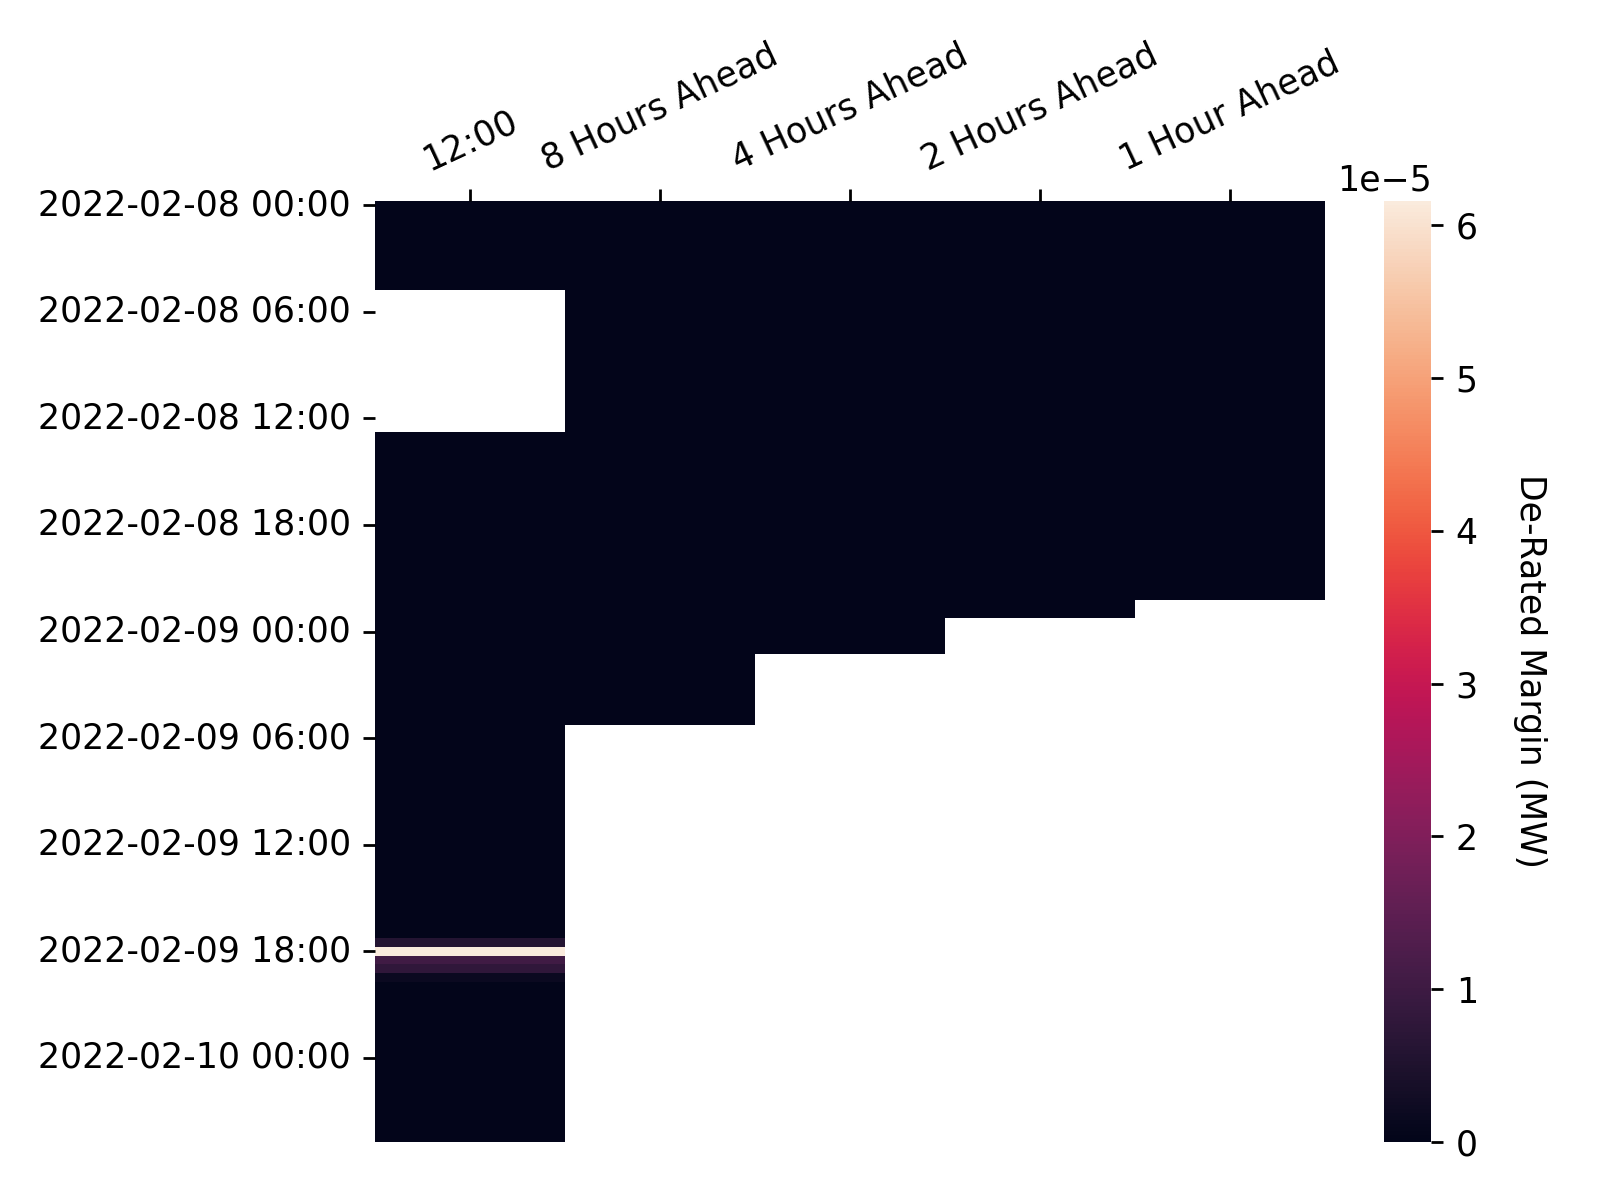 12:00
8 Hours Ahead
4 Hours Ahead
2 Hours Ahead
1 Hour Ahead
1e−5
2022-02-08 00:00
2022-02-08 06:00
2022-02-08 12:00
2022-02-08 18:00
2022-02-09 00:00
2022-02-09 06:00
2022-02-09 12:00
2022-02-09 18:00
2022-02-10 00:00
6
5
4
3
2
1
0
De-Rated Margin (MW)